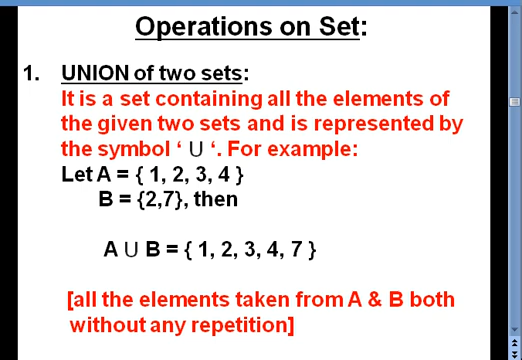 Operations on Set:
1. UNION of two sets:
It is a set containing all the elements of
the given two sets and is represented by
the symbol ‘ U ‘. For example:
Let A = { 1, 2, 3, 4 }
B = {2,7}, then
A U B = { 1, 2, 3, 4, 7 }
[all the elements taken from A & B both
without any repetition]